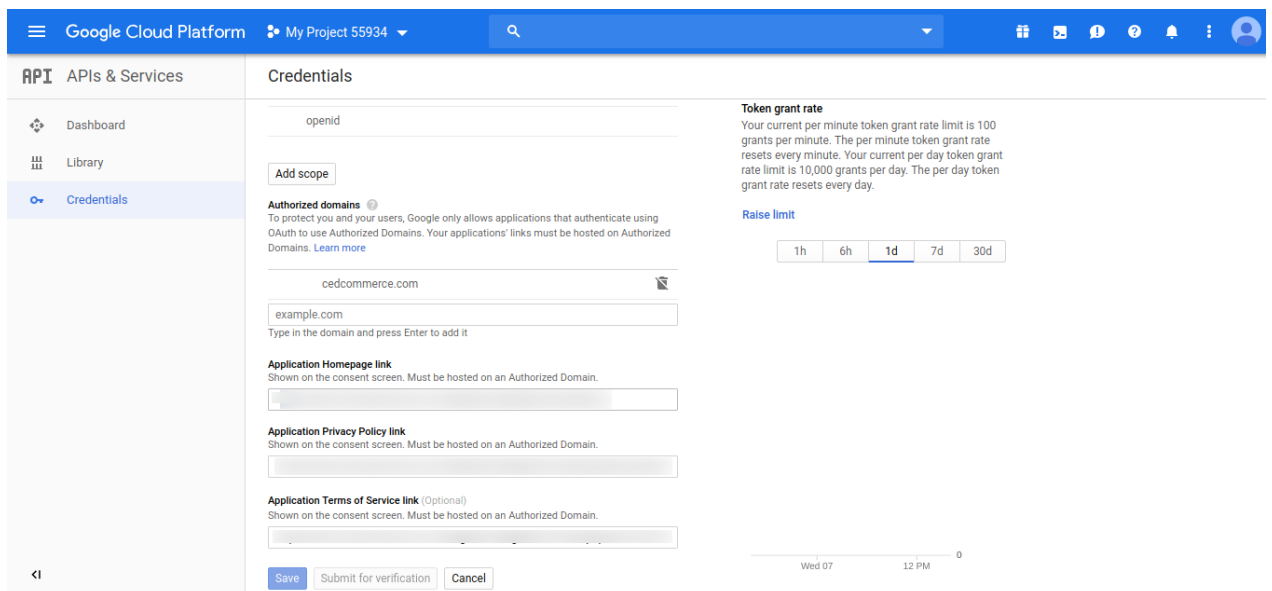 Google Cloud Platform
My Project 55934
API APIs & Services
Credentials
Dashboard
Library
Credentials
openid
Add scope
Authorized domains
To protect you and your users, Google only allows applications that authenticate using
OAuth to use Authorized Domains. Your applications' links must be hosted on Authorized
Domains. Learn more
cedcommerce.com
example.com
Type in the domain and press Enter to add it
Application Homepage link
Shown on the consent screen. Must be hosted on an Authorized Domain.
Application Privacy Policy link
Shown on the consent screen. Must be hosted on an Authorized Domain.
Application Terms of Service link (Optional)
Shown on the consent screen. Must be hosted on an Authorized Domain.
Save Submit for verification Cancel
Token grant rate
Your current per minute token grant rate limit is 100
grants per minute. The per minute token grant rate
resets every minute. Your current per day token grant
rate limit is 10,000 grants per day. The per day token
grant rate resets every day.
Raise limit
1h 6h 1d 7d 30d
0
Wed 07 12 PM